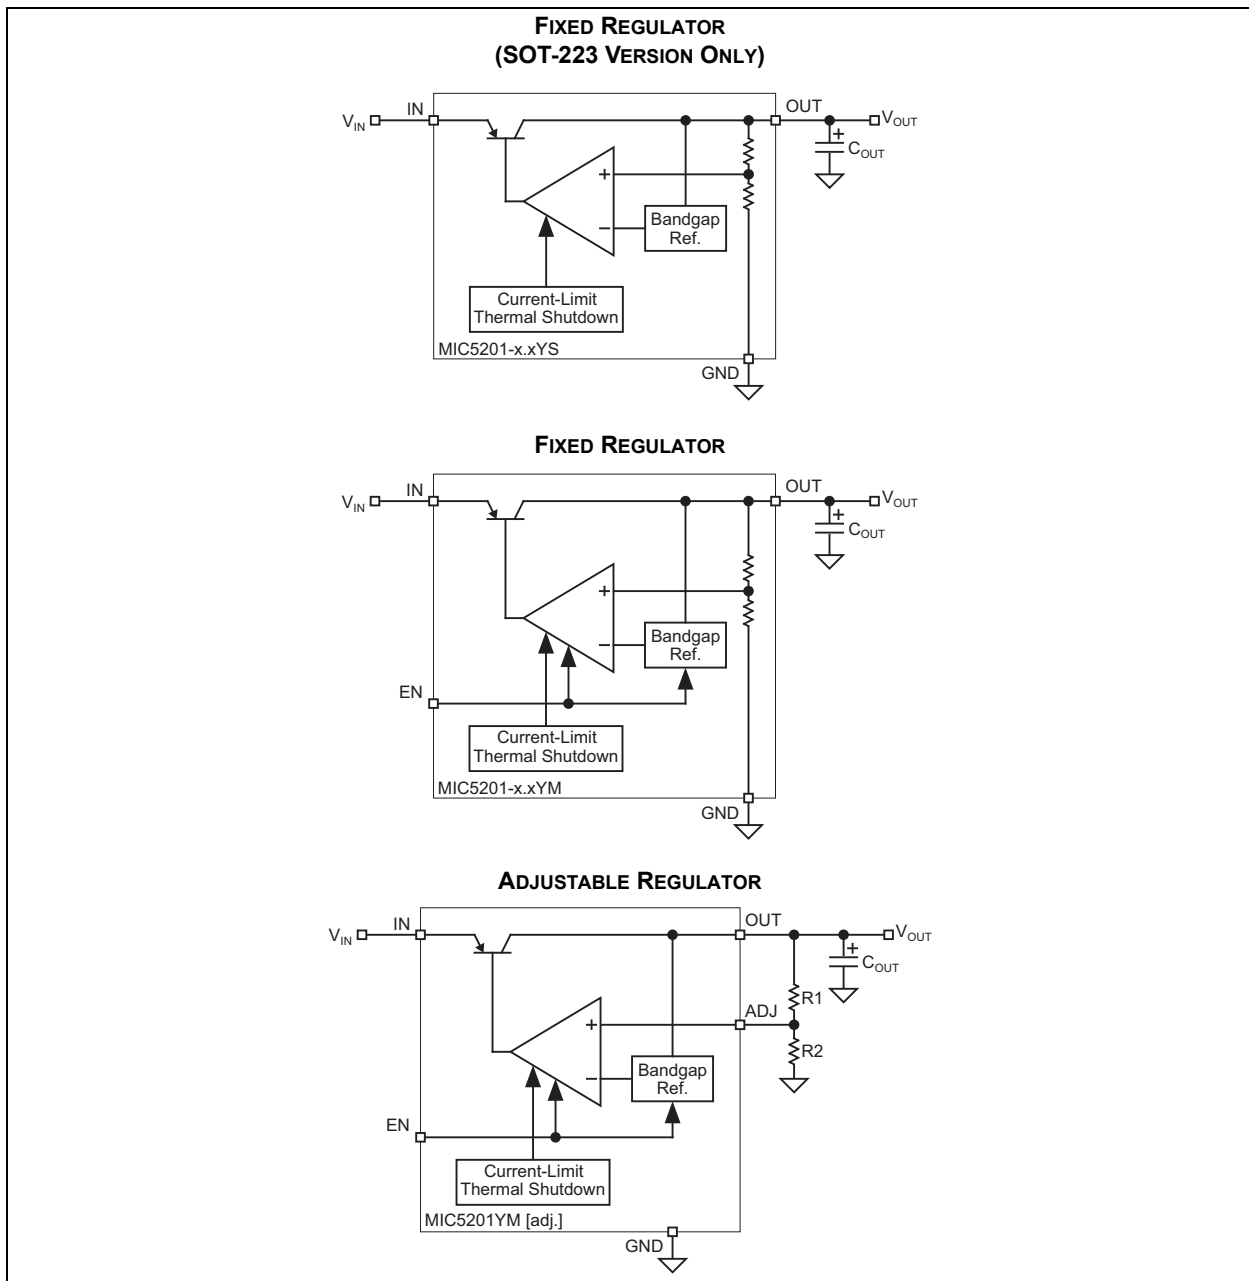 FIXED REGULATOR
(SOT-223 VERSION ONLY)
VIN
IN
OUT
VOUT
+
COUT
+
−
Bandgap
Ref.
Current-Limit
Thermal Shutdown
MIC5201-x.xYS
GND
FIXED REGULATOR
VIN
IN
OUT
VOUT
+
COUT
+
−
Bandgap
Ref.
EN
Current-Limit
Thermal Shutdown
MIC5201-x.xYM
GND
ADJUSTABLE REGULATOR
VIN
IN
OUT
VOUT
+
COUT
R1
ADJ
+
R2
−
Bandgap
Ref.
EN
Current-Limit
Thermal Shutdown
MIC5201YM [adj.]
GND